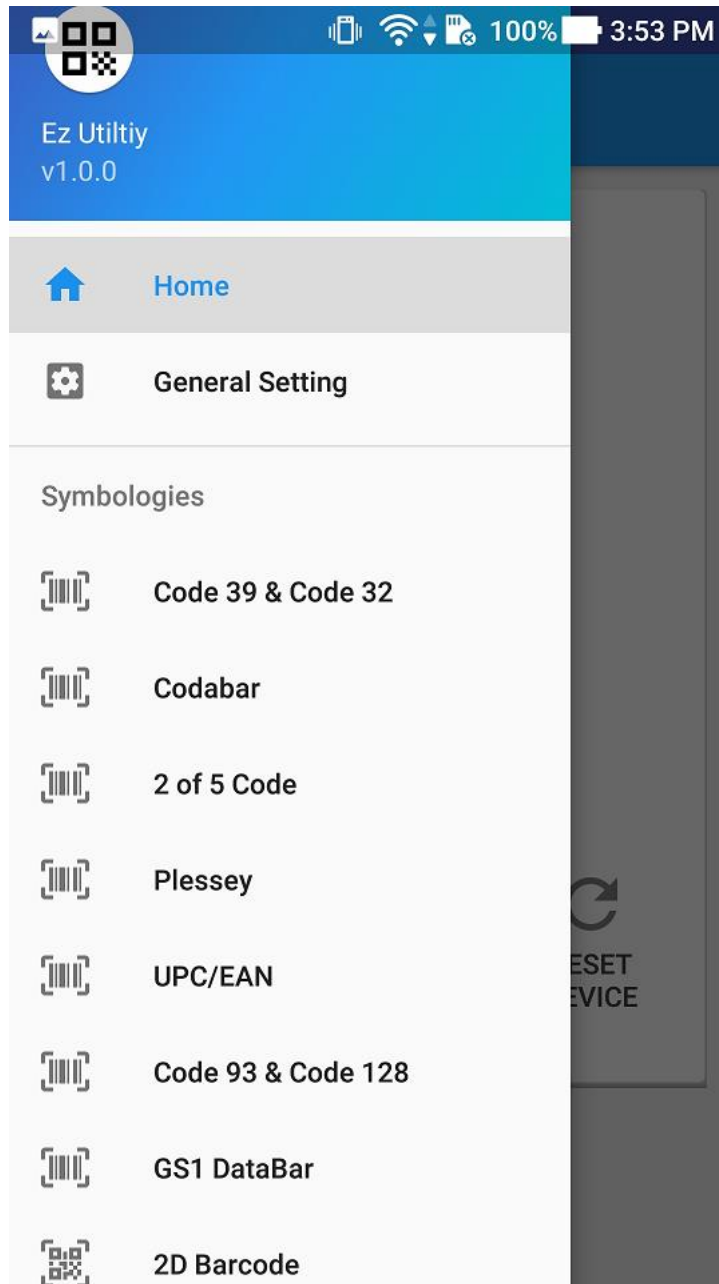 100% 3:53 PM
Ez Utiltiy
v1.0.0
Home
General Setting
Symbologies
Code 39 & Code 32
Codabar
2 of 5 Code
Plessey
UPC/EAN
ESET
EVICE
Code 93 & Code 128
GS1 DataBar
2D Barcode